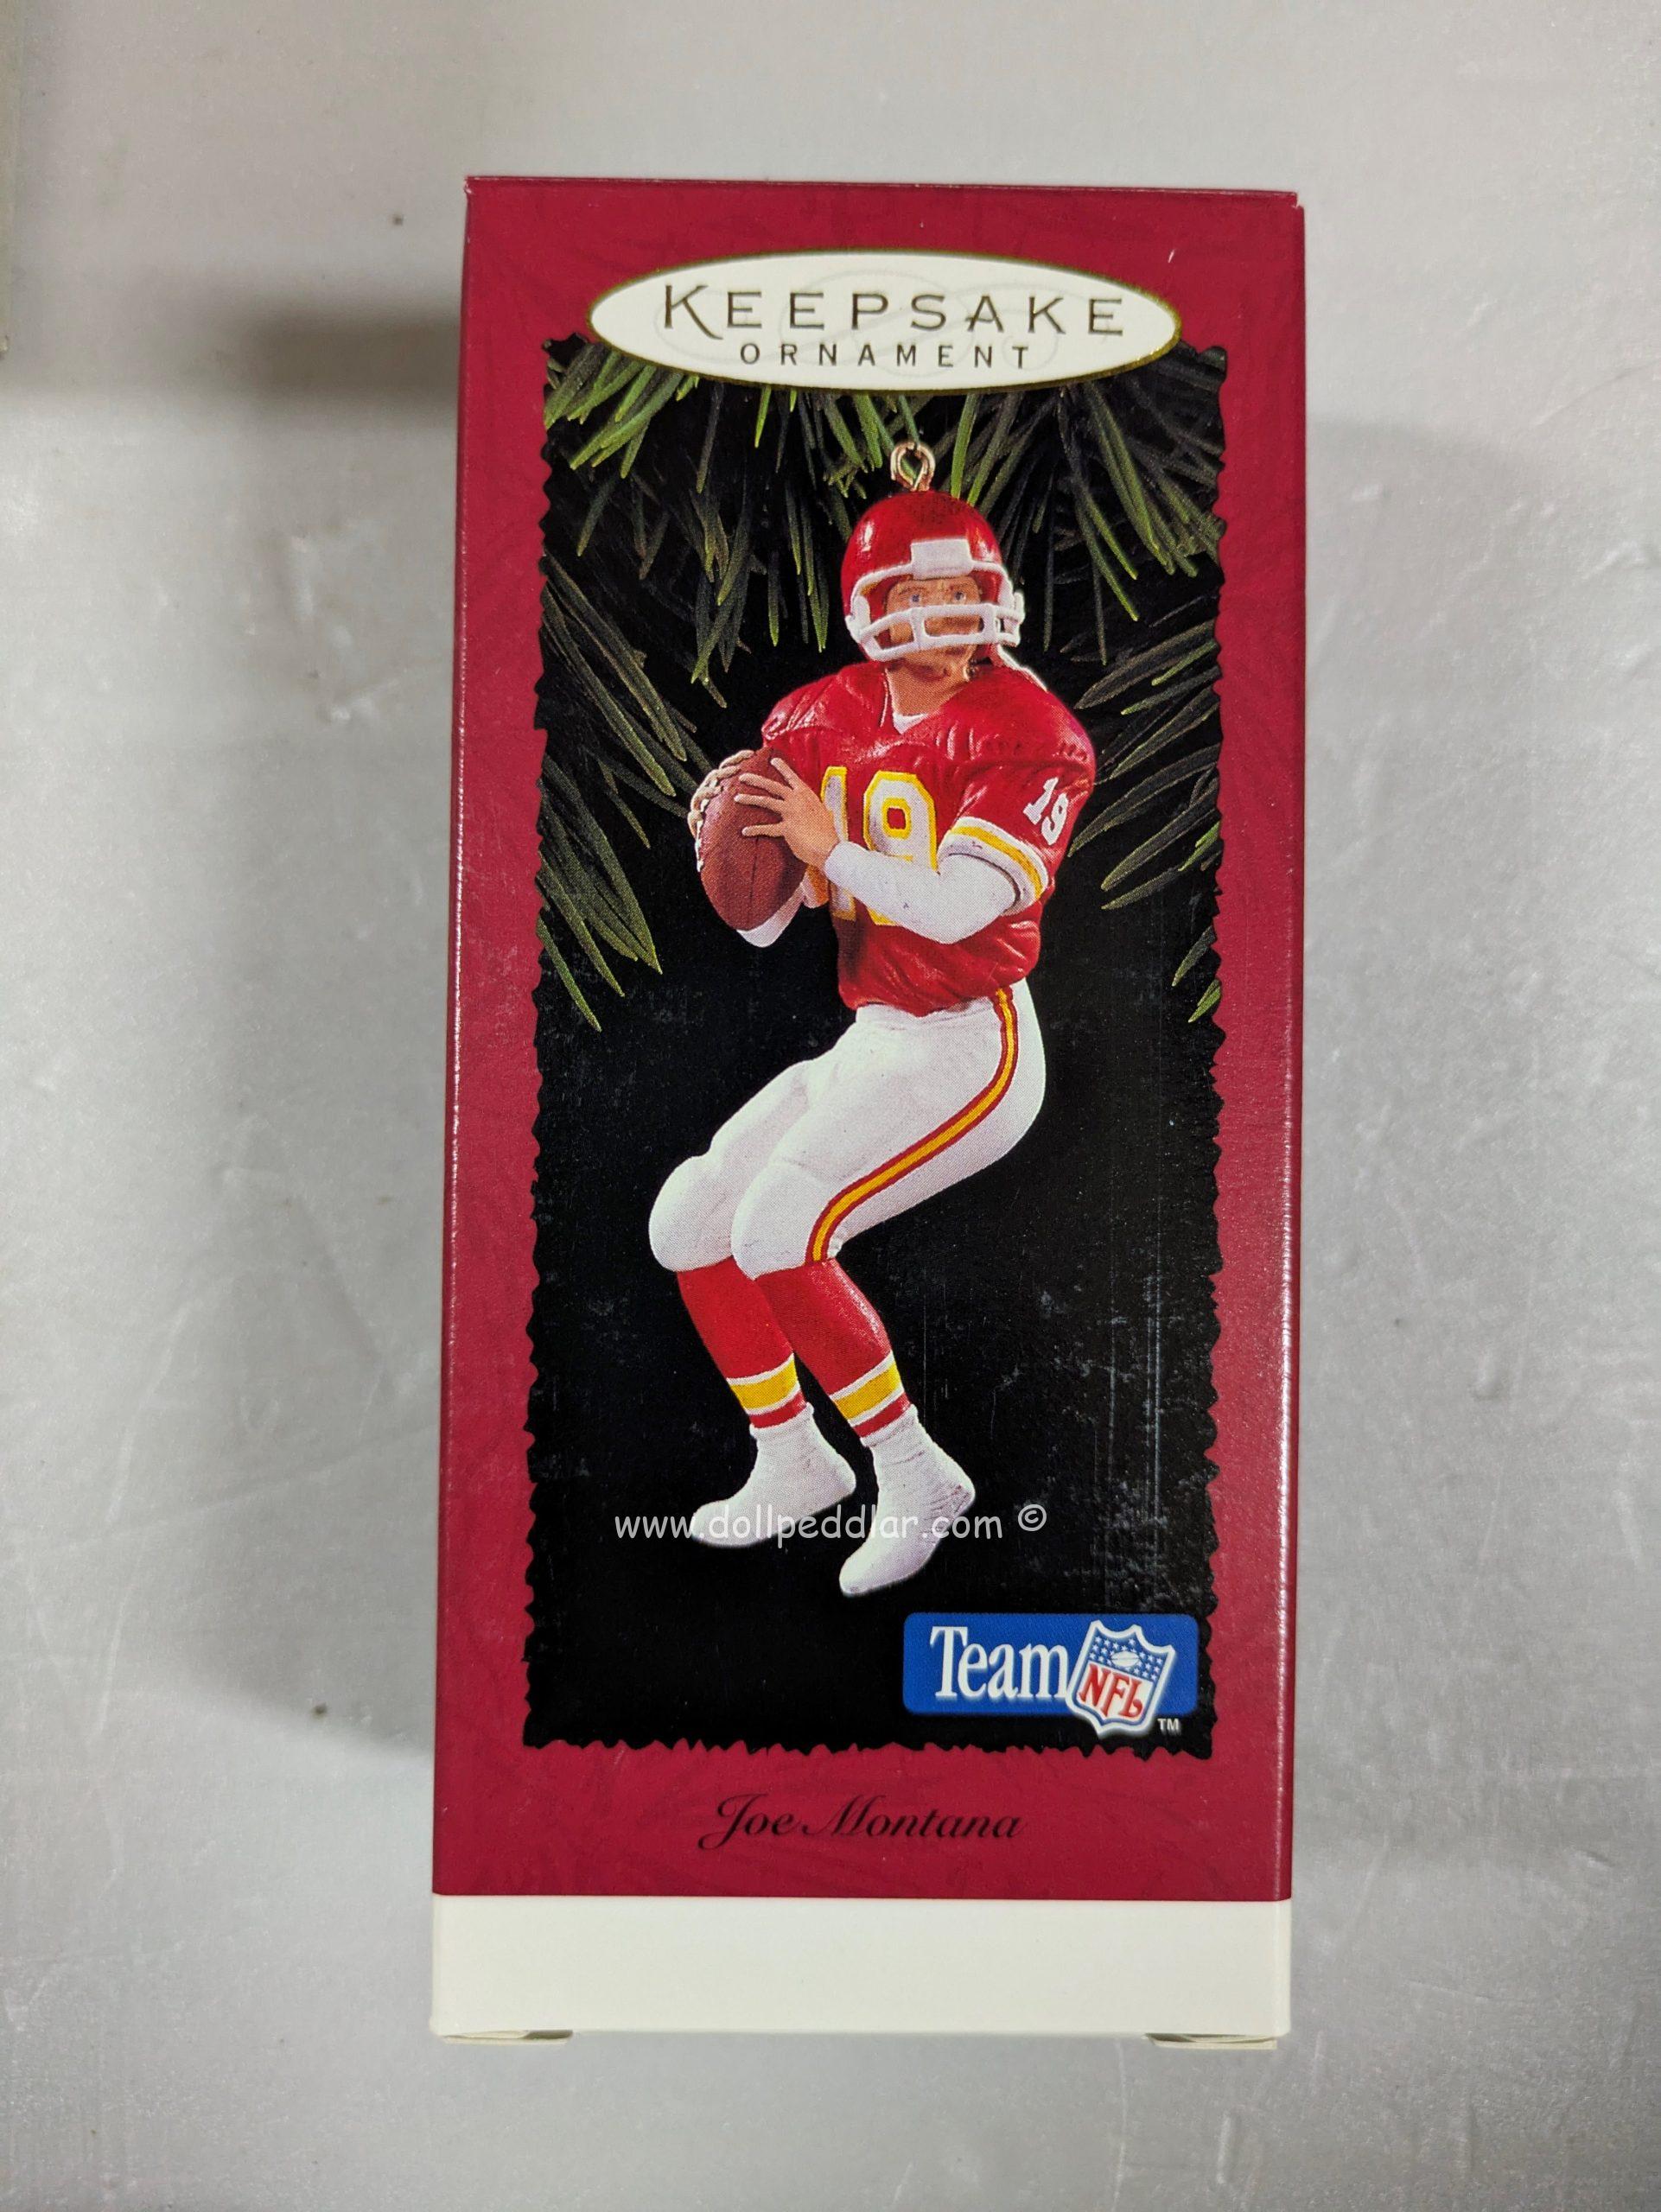 KEEPSAKE
ORNAMENT
19
19
www.dollpeddlar.com ©
Team NFL TM
Joe Montana